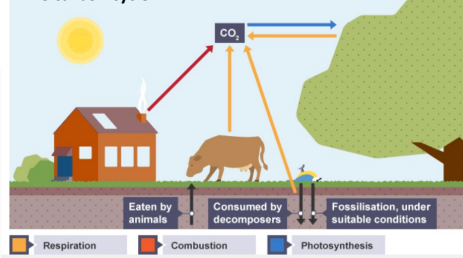 CO₂
Eaten by
animals
Consumed by
decomposers
Fossilisation, under
suitable conditions
Respiration
Combustion
Photosynthesis